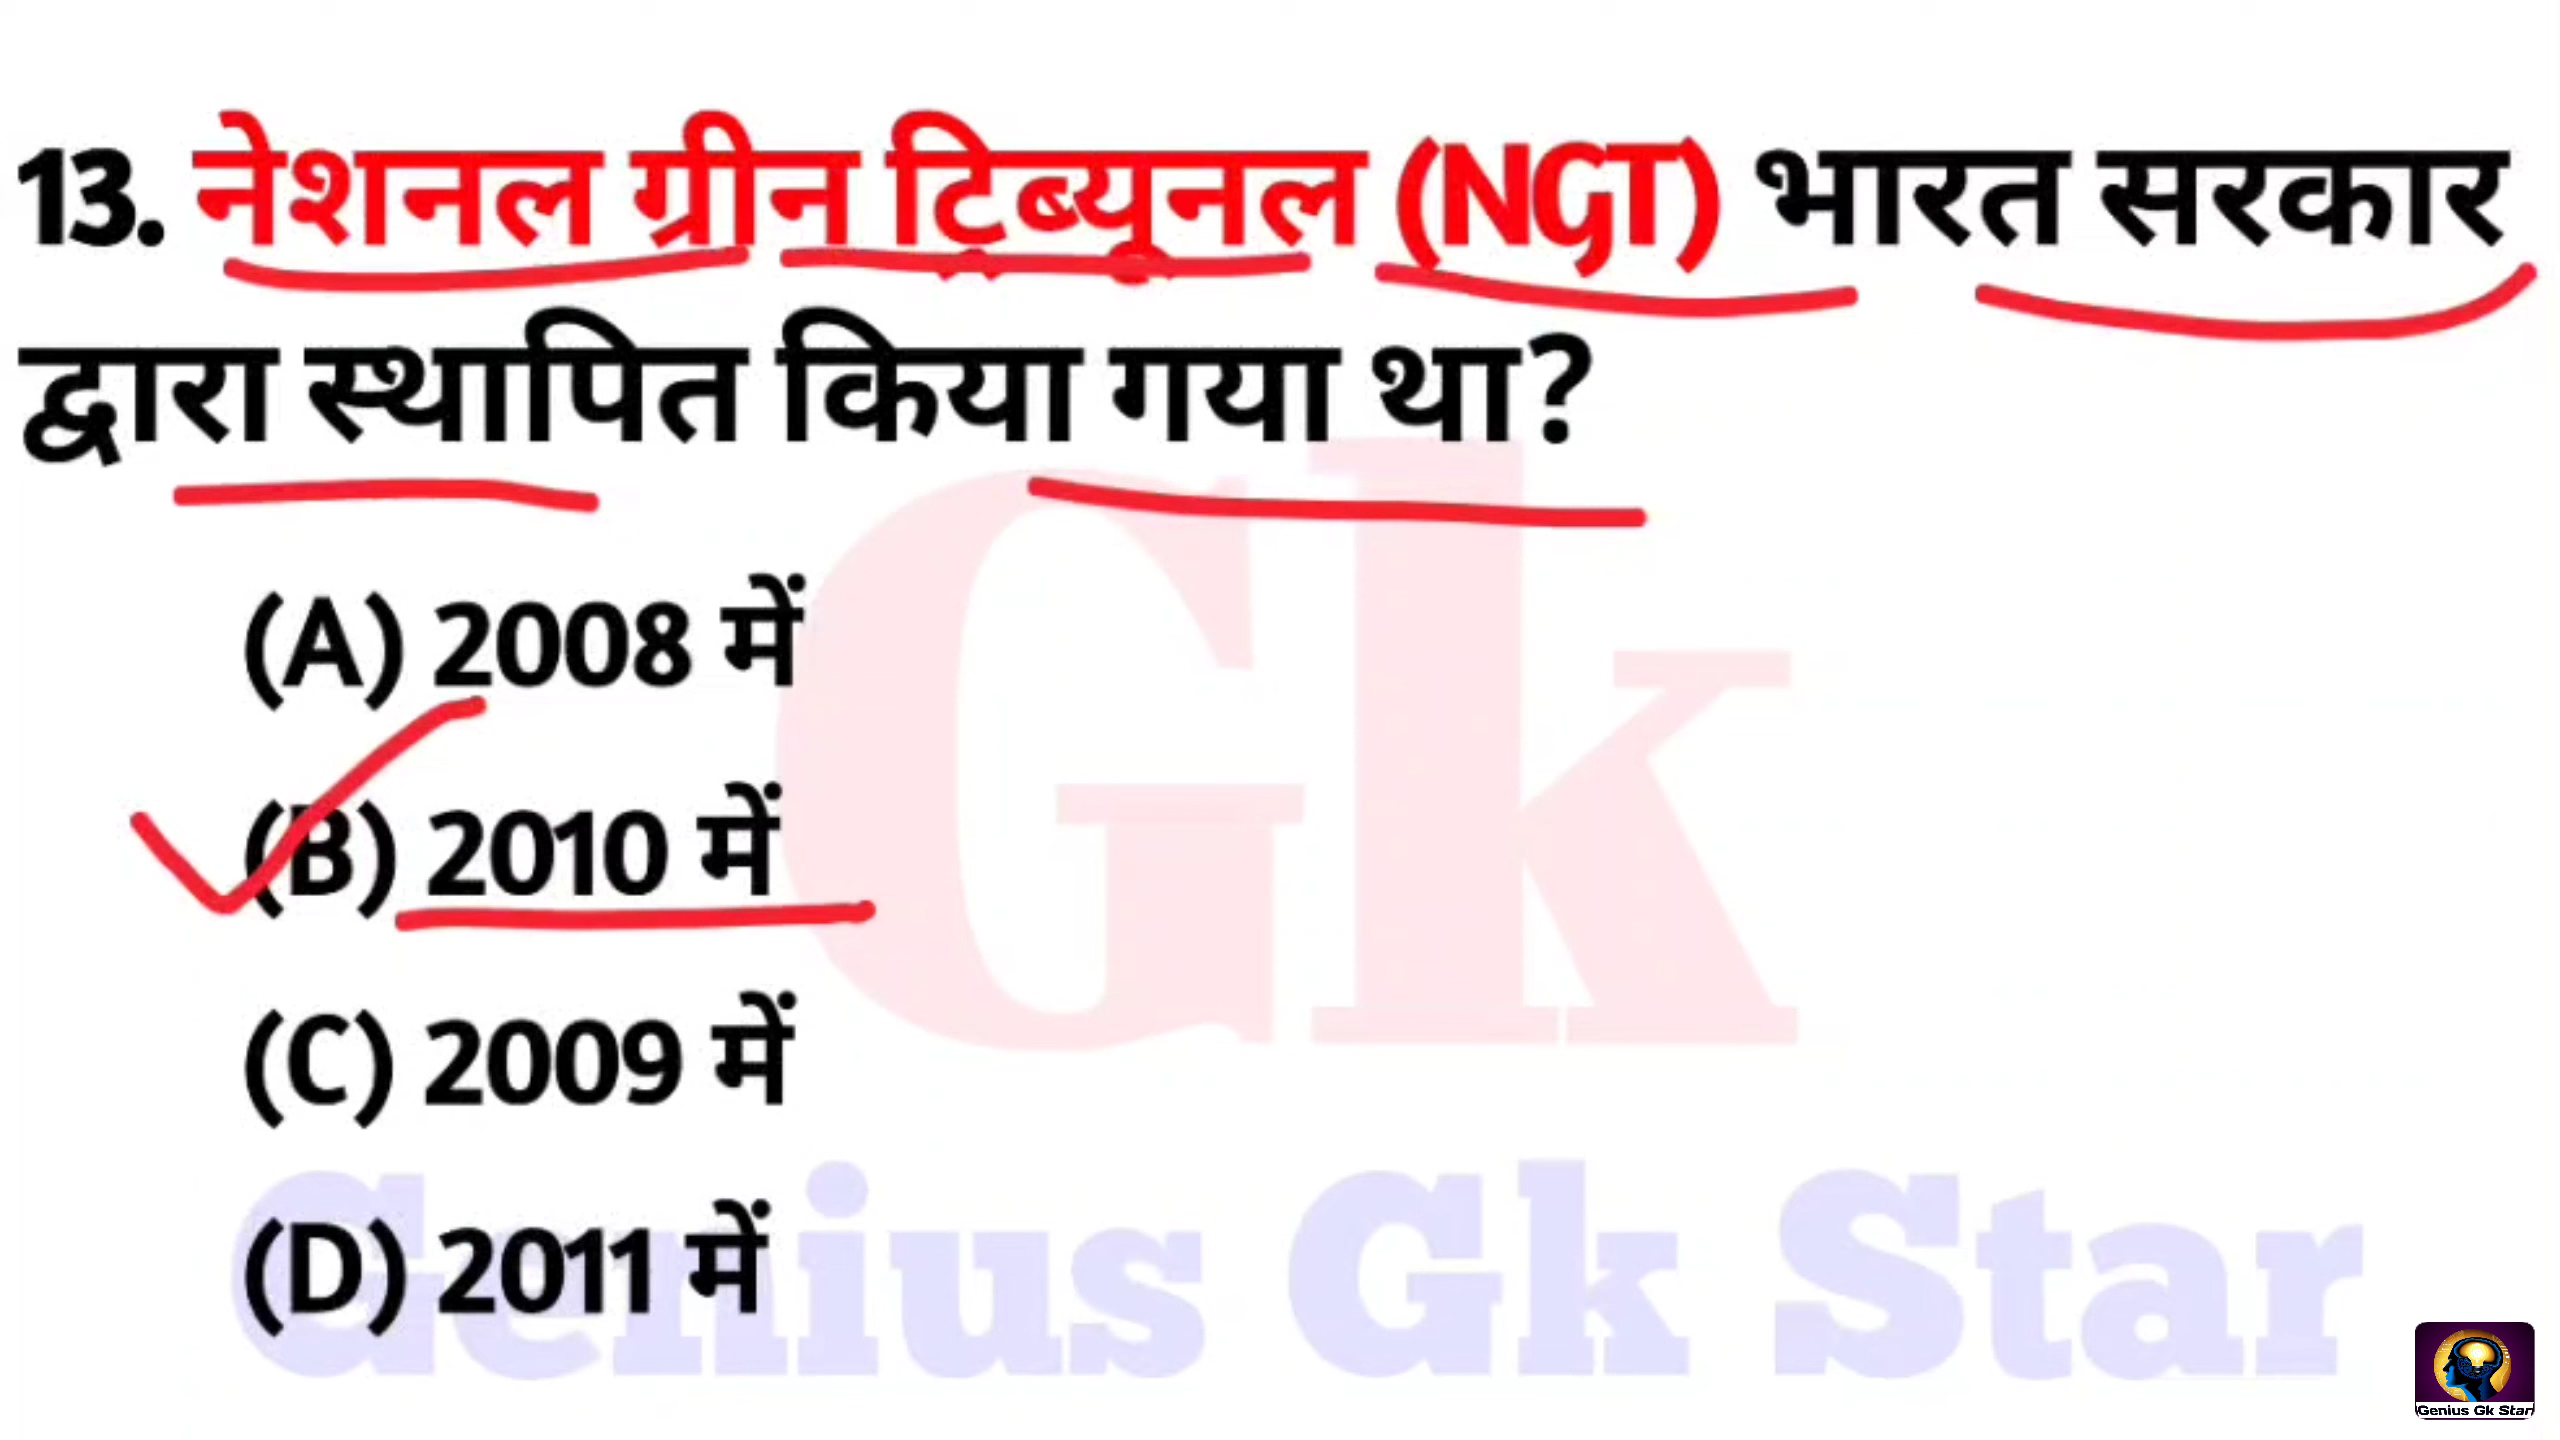 13. नेशनल ग्रीन ट्रिब्यूनल (NGT) भारत सरकार
द्वारा स्थापित किया गया था?
(A) 2008 में
(B) 2010 में
(C) 2009 में
(D) 2011 में
Gk
Genius Gk Star
Genius Gk Star